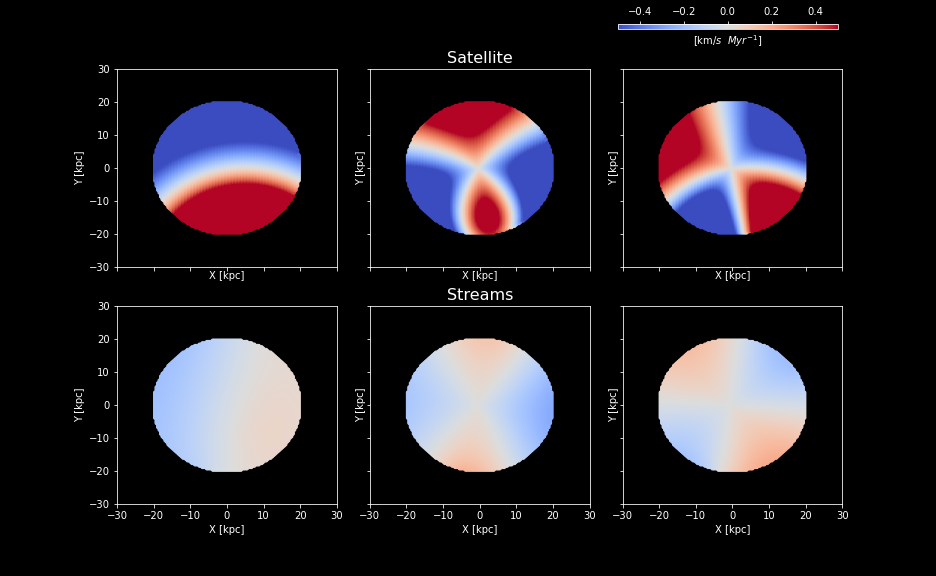 −0.4 −0.2 0.0 0.2 0.4
[km/s Myr⁻¹]
Satellite
30
20
10
0
−10
−20
−30
Y [kpc]
Y [kpc]
Y [kpc]
X [kpc] X [kpc] X [kpc]
Streams
30
20
10
0
−10
−20
−30
Y [kpc]
Y [kpc]
Y [kpc]
−30 −20 −10 0 10 20 30 −30 −20 −10 0 10 20 30 −30 −20 −10 0 10 20 30
X [kpc] X [kpc] X [kpc]